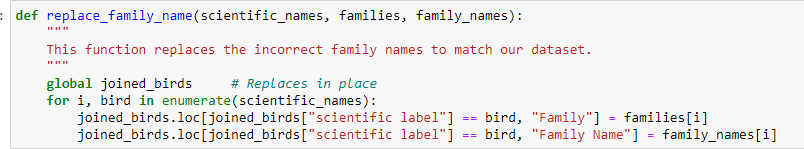 : def replace_family_name(scientific_names, families, family_names):
"""
This function replaces the incorrect family names to match our dataset.
"""
global joined_birds     # Replaces in place
for i, bird in enumerate(scientific_names):
joined_birds.loc[joined_birds["scientific label"] == bird, "Family"] = families[i]
joined_birds.loc[joined_birds["scientific label"] == bird, "Family Name"] = family_names[i]